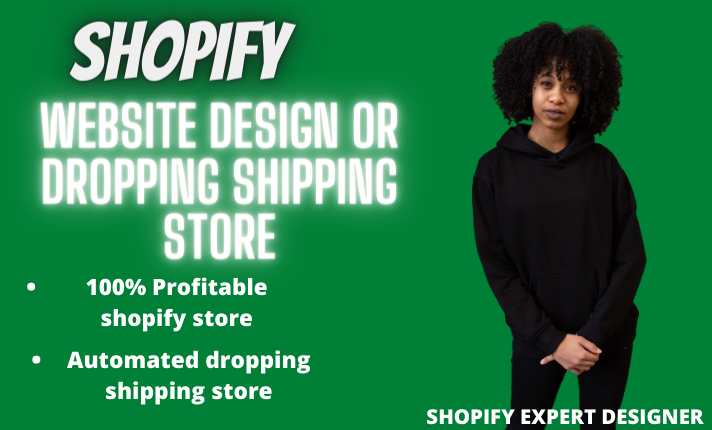 SHOPIFY
WEBSITE DESIGN OR
DROPPING SHIPPING
STORE
• 100% Profitable
shopify store
• Automated dropping
shipping store
SHOPIFY EXPERT DESIGNER